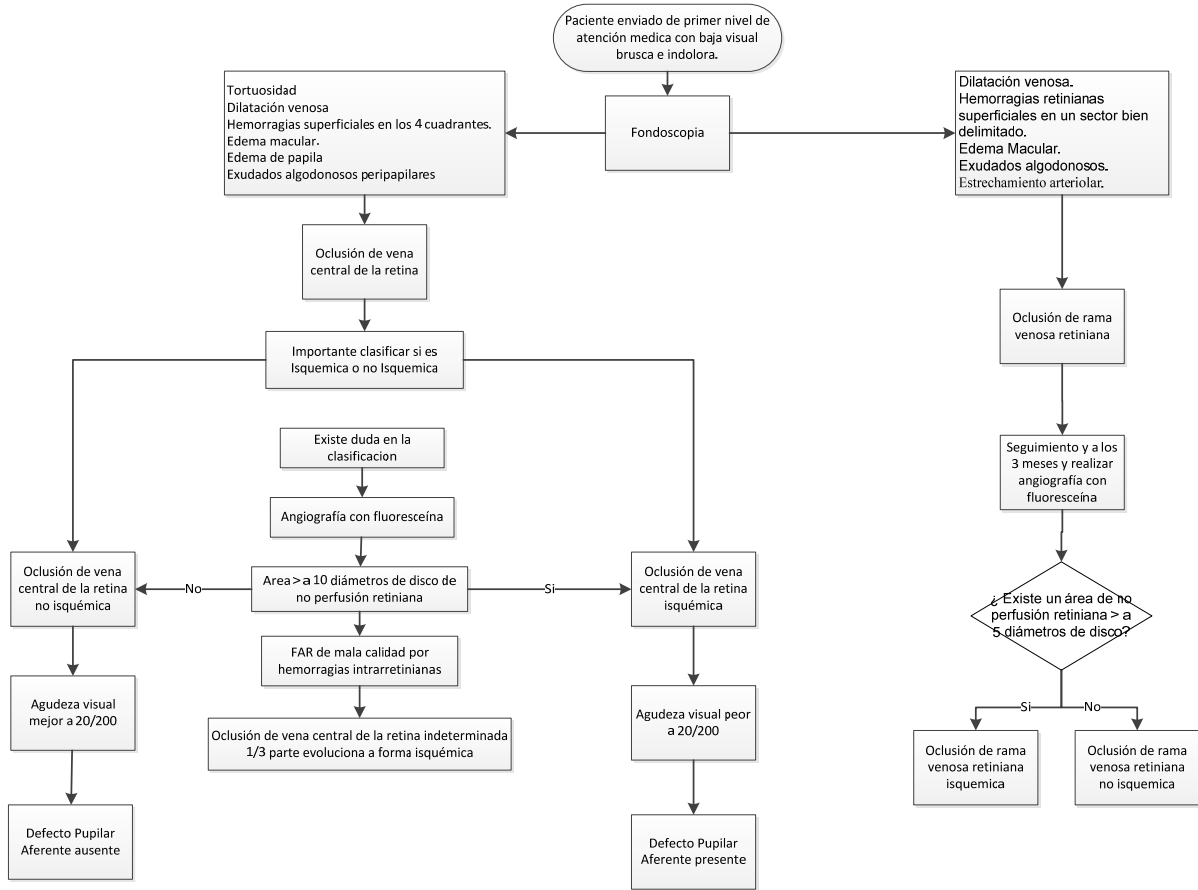 Paciente enviado de primer nivel de
atención medica con baja visual
brusca e indolora.
Fondoscopia
Tortuosidad
Dilatación venosa
Hemorragias superficiales en los 4 cuadrantes.
Edema macular.
Edema de papila
Exudados algodonosos peripapilares
Dilatación venosa.
Hemorragias retinianas
superficiales en un sector bien
delimitado.
Edema Macular.
Exudados algodonosos.
Estrechamiento arteriolar.
Oclusión de vena
central de la retina
Importante clasificar si es
Isquemica o no Isquemica
Existe duda en la
clasificacion
Angiografía con fluoresceína
Area > a 10 diámetros de disco de
no perfusión retiniana
No
Si
Oclusión de vena
central de la retina
no isquémica
Agudeza visual
mejor a 20/200
Defecto Pupilar
Aferente ausente
FAR de mala calidad por
hemorragias intrarretinianas
Oclusión de vena central de la retina indeterminada
1/3 parte evoluciona a forma isquémica
Oclusión de vena
central de la retina
isquémica
Agudeza visual peor
a 20/200
Defecto Pupilar
Aferente presente
Oclusión de rama
venosa retiniana
Seguimiento y a los
3 meses y realizar
angiografía con
fluoresceína
¿ Existe un área de no
perfusión retiniana > a
5 diámetros de disco?
Si
No
Oclusión de rama
venosa retiniana
isquemica
Oclusión de rama
venosa retiniana
no isquemica